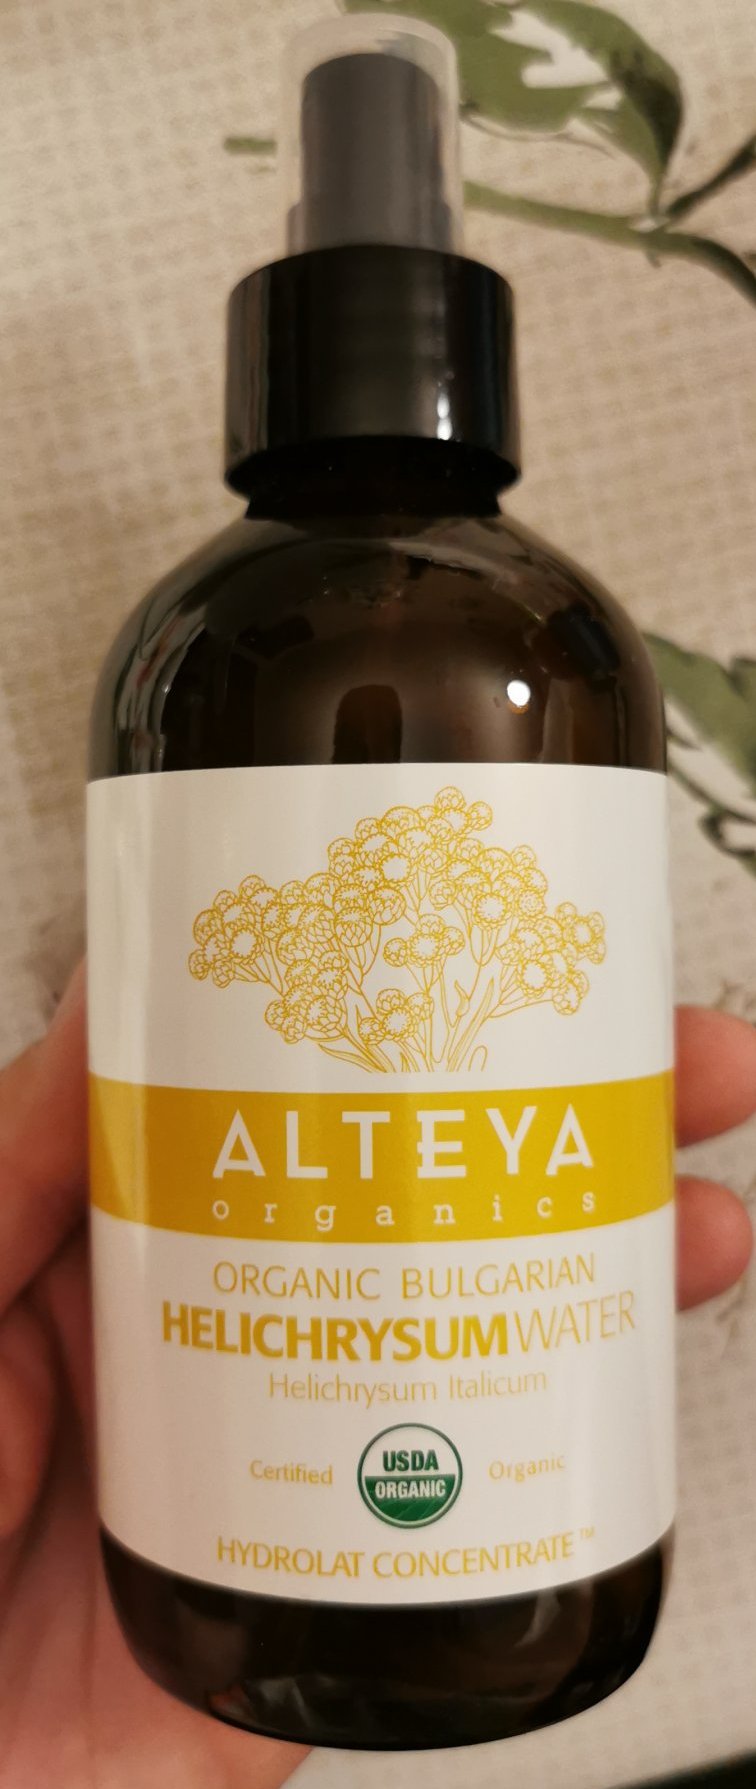 ALTEYA
organics
ORGANIC BULGARIAN
HELICHRYSUM WATER
Helichrysum Italicum
Certified USDA ORGANIC Organic
HYDROLAT CONCENTRATE™